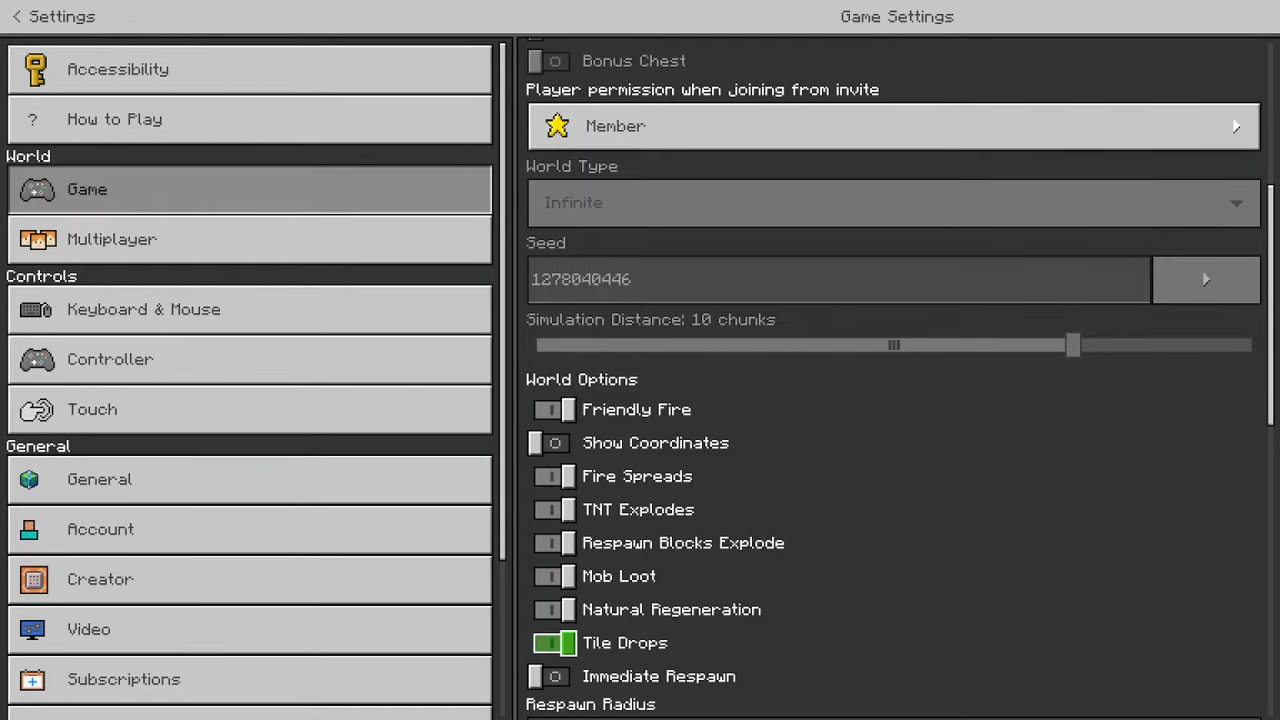 Settings
Game Settings
Accessibility
? How to Play
World
Game
Multiplayer
Controls
Keyboard & Mouse
Controller
Touch
General
General
Account
Creator
Video
Subscriptions
Bonus Chest
Player permission when joining from invite
Member
World Type
Infinite
Seed
1278040446
Simulation Distance: 10 chunks
World Options
Friendly Fire
Show Coordinates
Fire Spreads
TNT Explodes
Respawn Blocks Explode
Mob Loot
Natural Regeneration
Tile Drops
Immediate Respawn
Respawn Radius